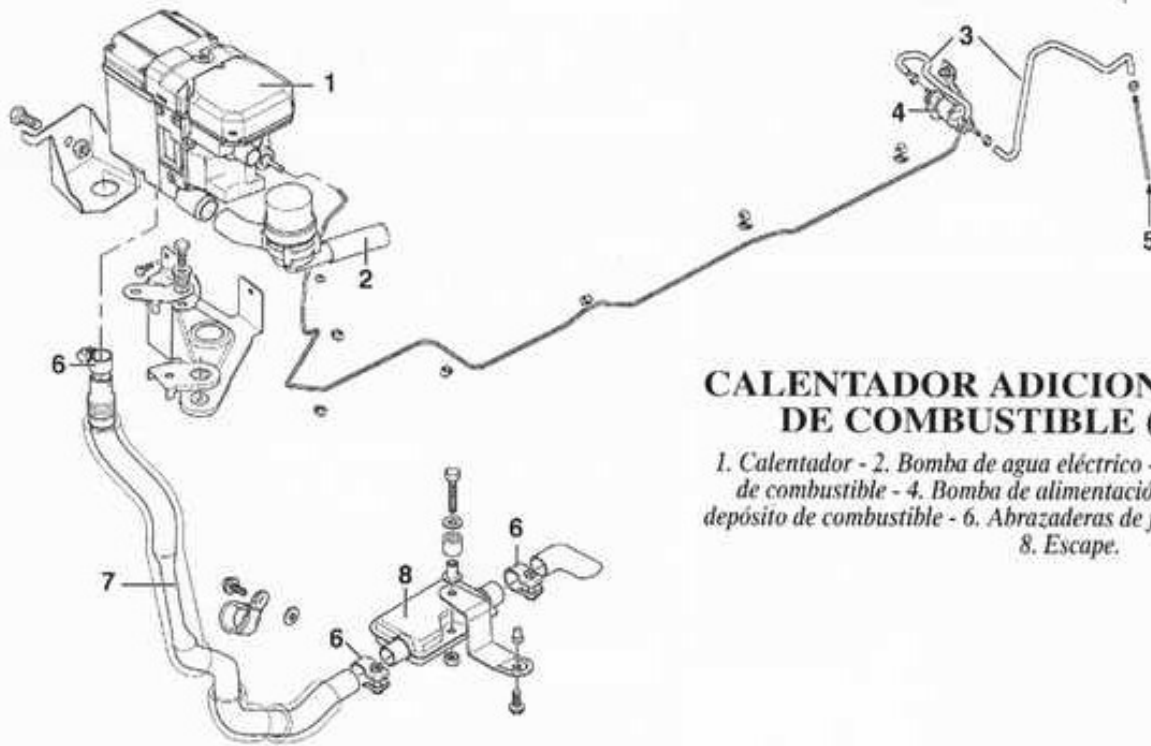 1
2
3
4
5
6
6
6
7
8
CALENTADOR ADICION
DE COMBUSTIBLE (
1. Calentador - 2. Bomba de agua eléctrico -
de combustible - 4. Bomba de alimentació
depósito de combustible - 6. Abrazaderas de
8. Escape.